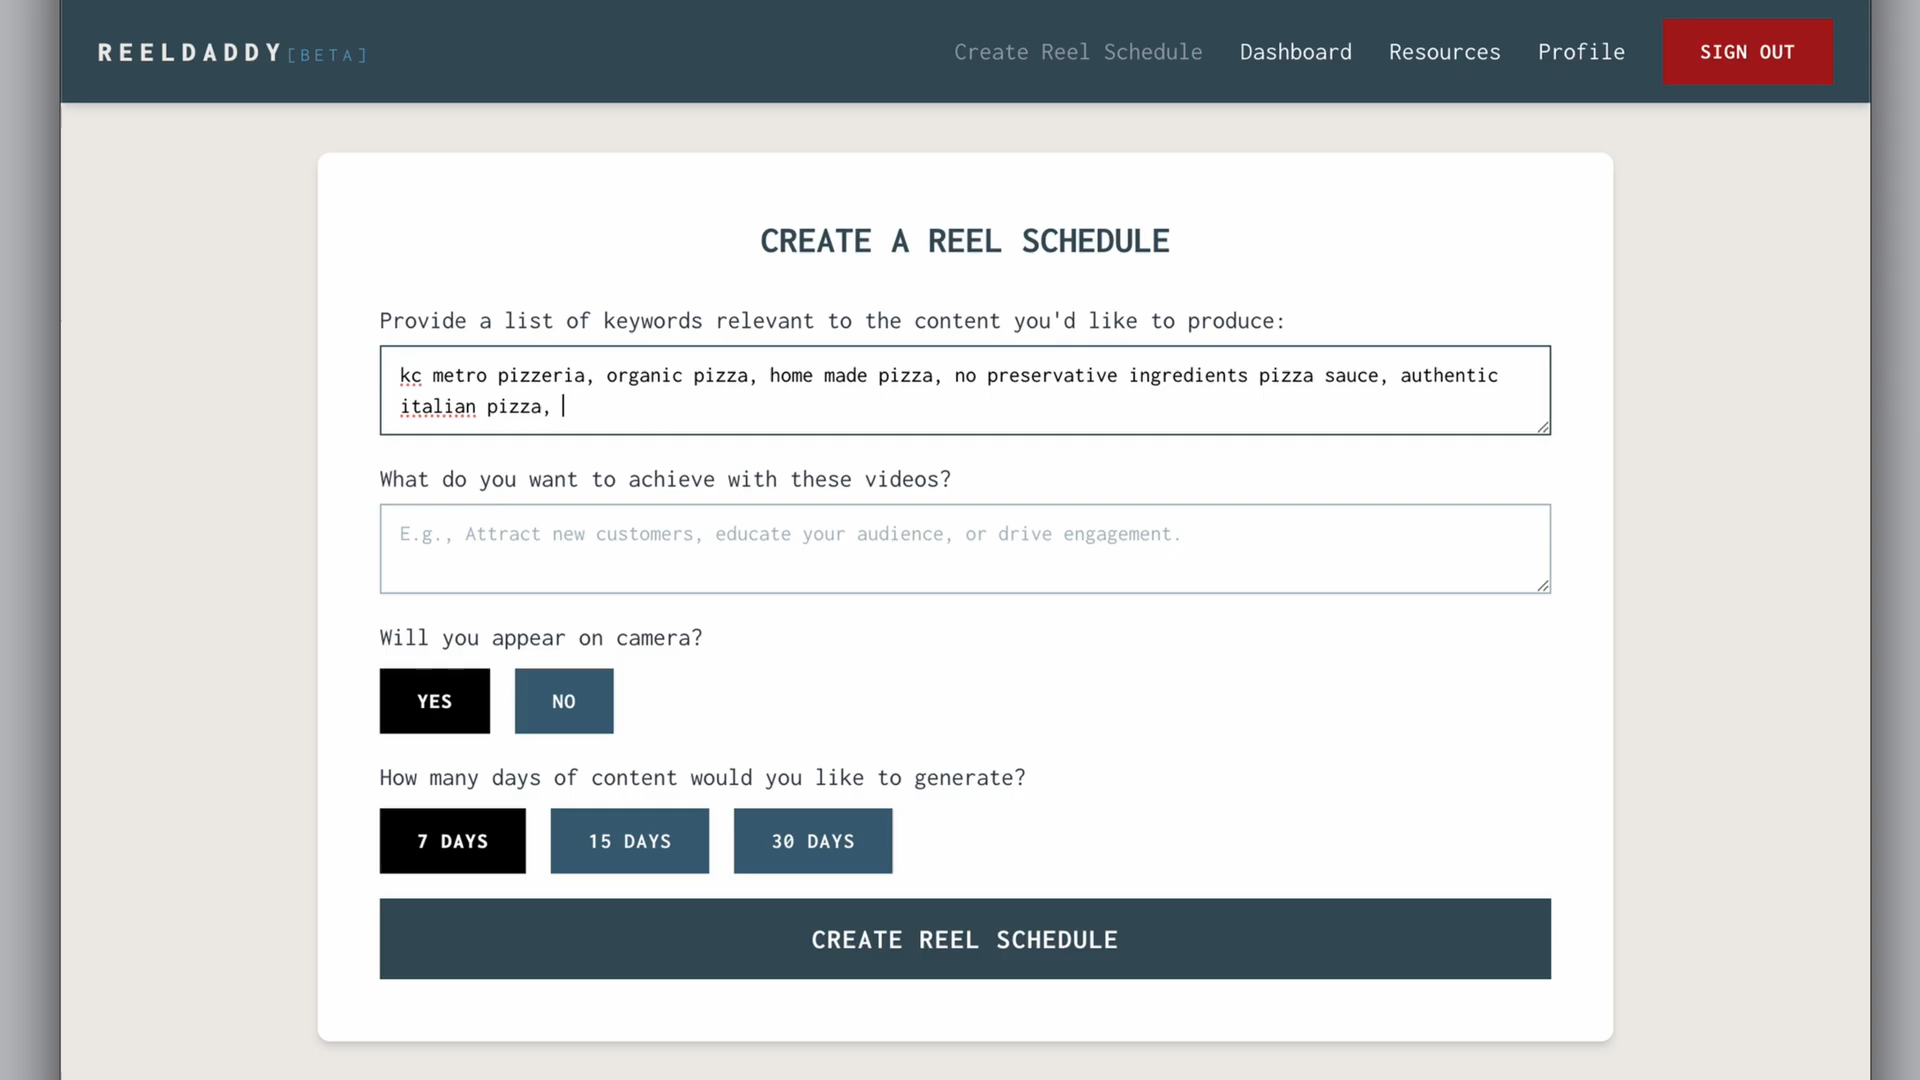 REELDADDY[BETA]
Create Reel Schedule Dashboard Resources Profile SIGN OUT
CREATE A REEL SCHEDULE
Provide a list of keywords relevant to the content you'd like to produce:
kc metro pizzeria, organic pizza, home made pizza, no preservative ingredients pizza sauce, authentic
italian pizza,
What do you want to achieve with these videos?
E.g., Attract new customers, educate your audience, or drive engagement.
Will you appear on camera?
YES NO
How many days of content would you like to generate?
7 DAYS 15 DAYS 30 DAYS
CREATE REEL SCHEDULE